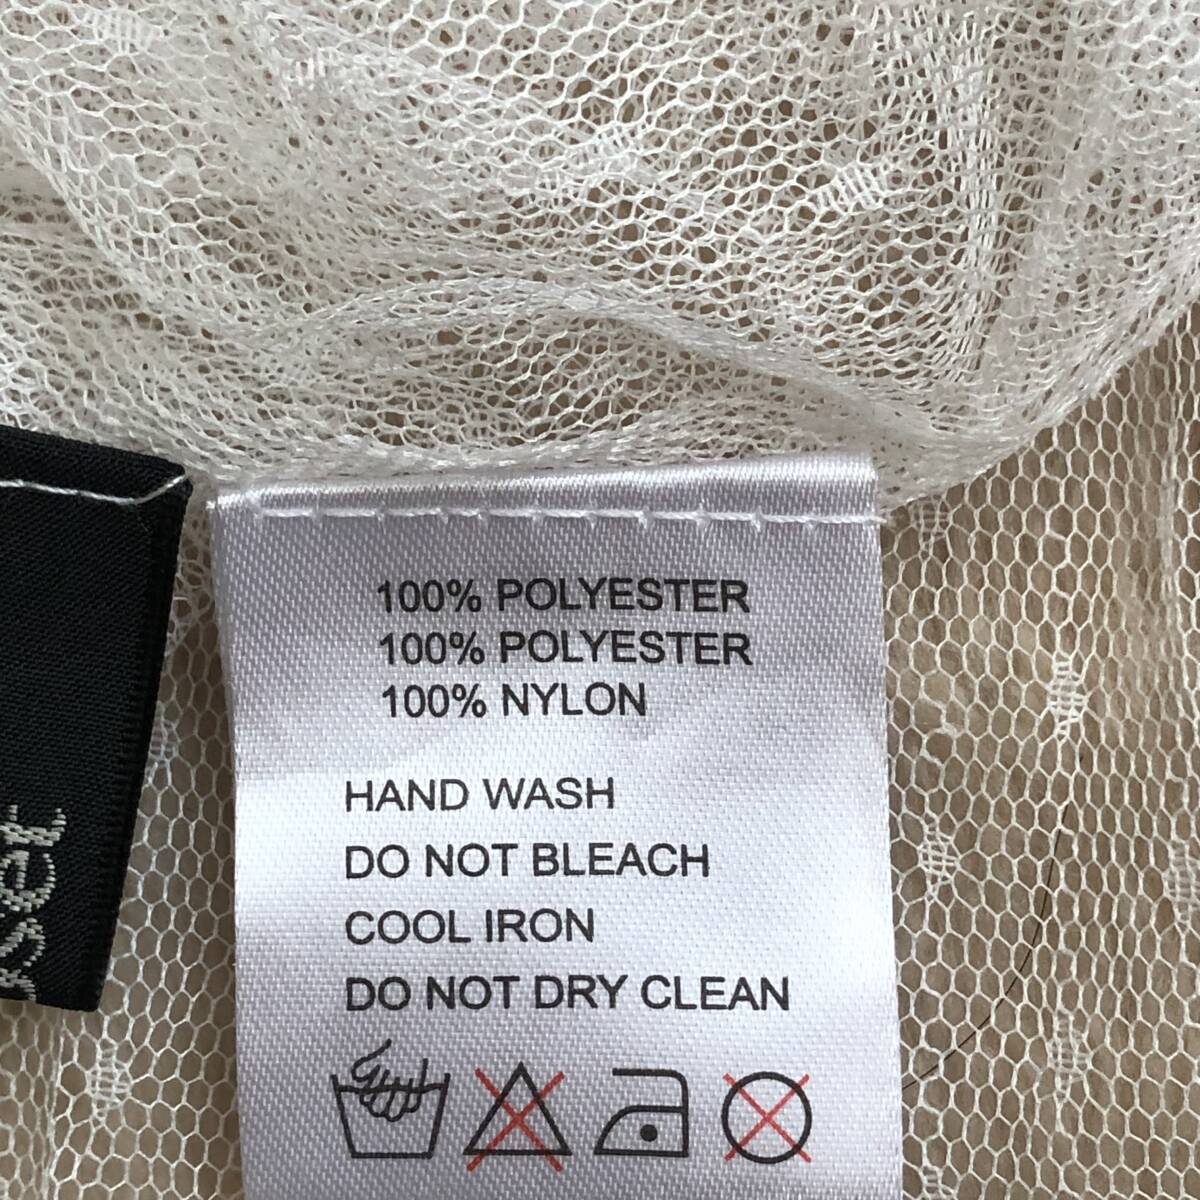 100% POLYESTER
100% POLYESTER
100% NYLON
HAND WASH
DO NOT BLEACH
COOL IRON
DO NOT DRY CLEAN